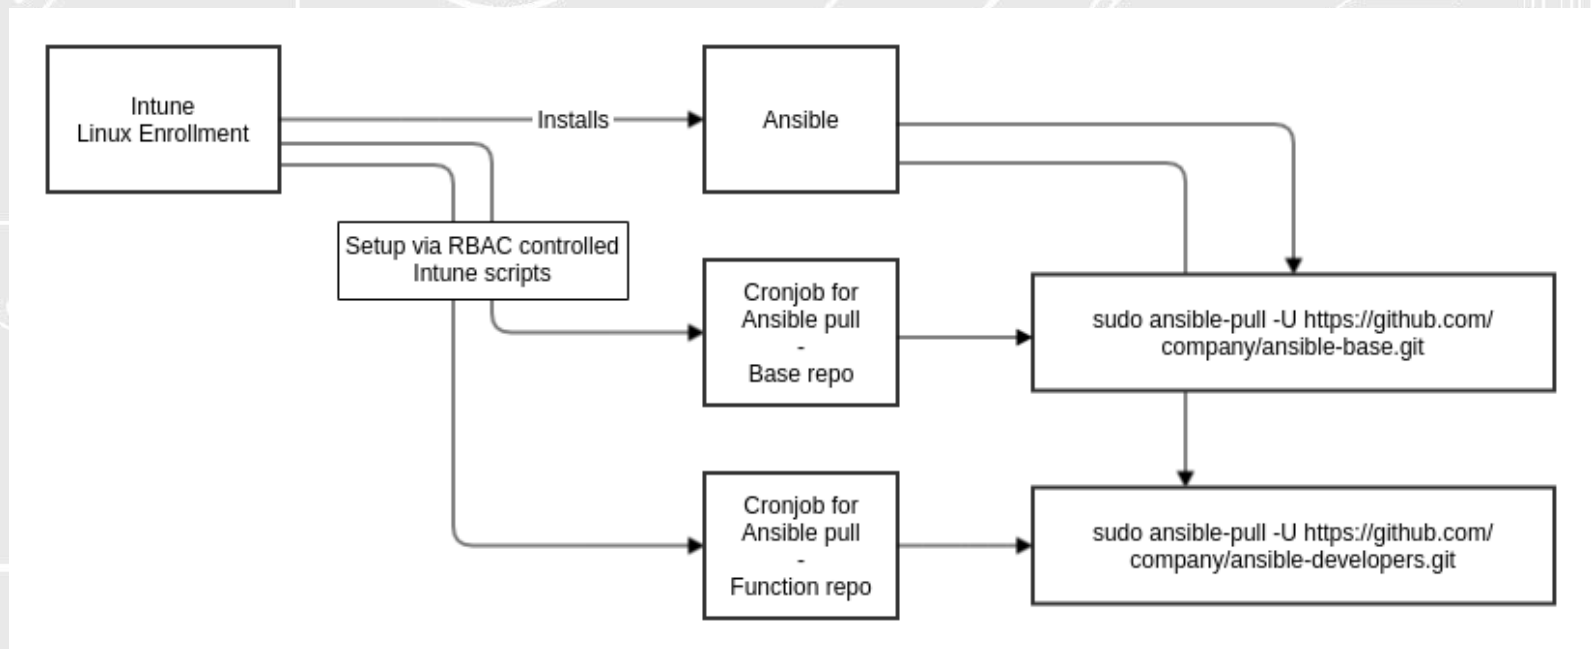 Intune
Linux Enrollment
Installs
Ansible
Setup via RBAC controlled
Intune scripts
Cronjob for
Ansible pull
-
Base repo
sudo ansible-pull -U https://github.com/
company/ansible-base.git
Cronjob for
Ansible pull
-
Function repo
sudo ansible-pull -U https://github.com/
company/ansible-developers.git